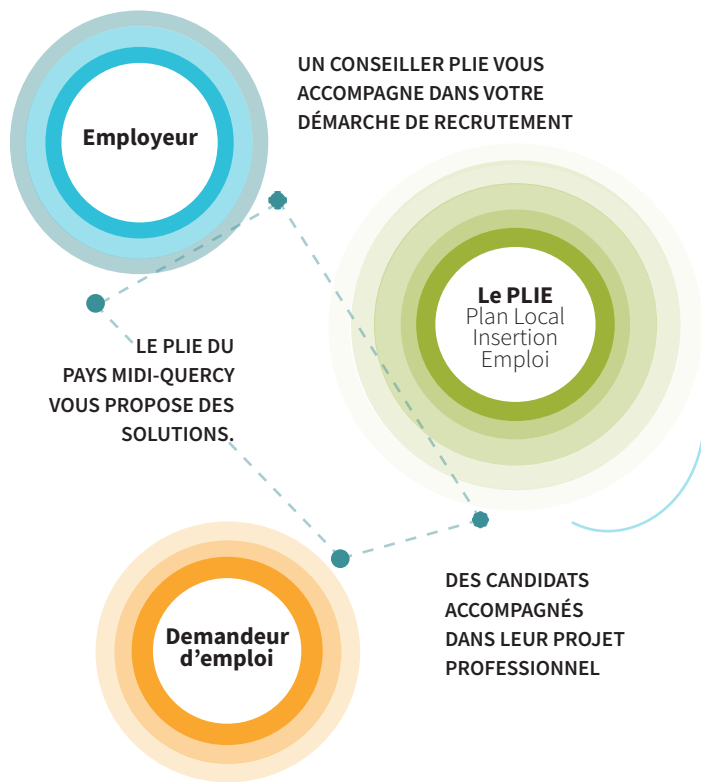 UN CONSEILLER PLIE VOUS
ACCOMPAGNE DANS VOTRE
DÉMARCHE DE RECRUTEMENT
Employeur
Le PLIE
Plan Local
Insertion
Emploi
LE PLIE DU
PAYS MIDI-QUERCY
VOUS PROPOSE DES
SOLUTIONS.
DES CANDIDATS
ACCOMPAGNÉS
DANS LEUR PROJET
PROFESSIONNEL
Demandeur
d’emploi